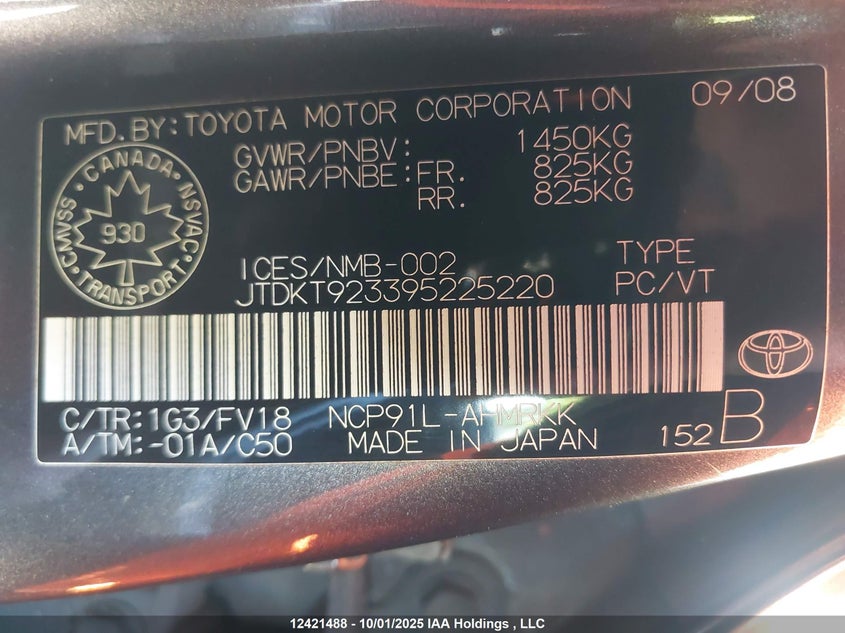 MFD.BY:TOYOTA MOTOR CORPORATION 09/08
GVWR/PNBV: 1450KG
GAWR/PNBE:FR. 825KG
RR. 825KG
CANADA
CMVSS 930 NSVAC
TRANSPORT
ICES/NMB-002 TYPE
JTDKT923395225220 PC/VT
C/TR:1G3/FV18 NCP91L-AHMRKK
A/TM:-01A/C50 MADE IN JAPAN 152 B
12421488 - 10/01/2025 IAA Holdings , LLC